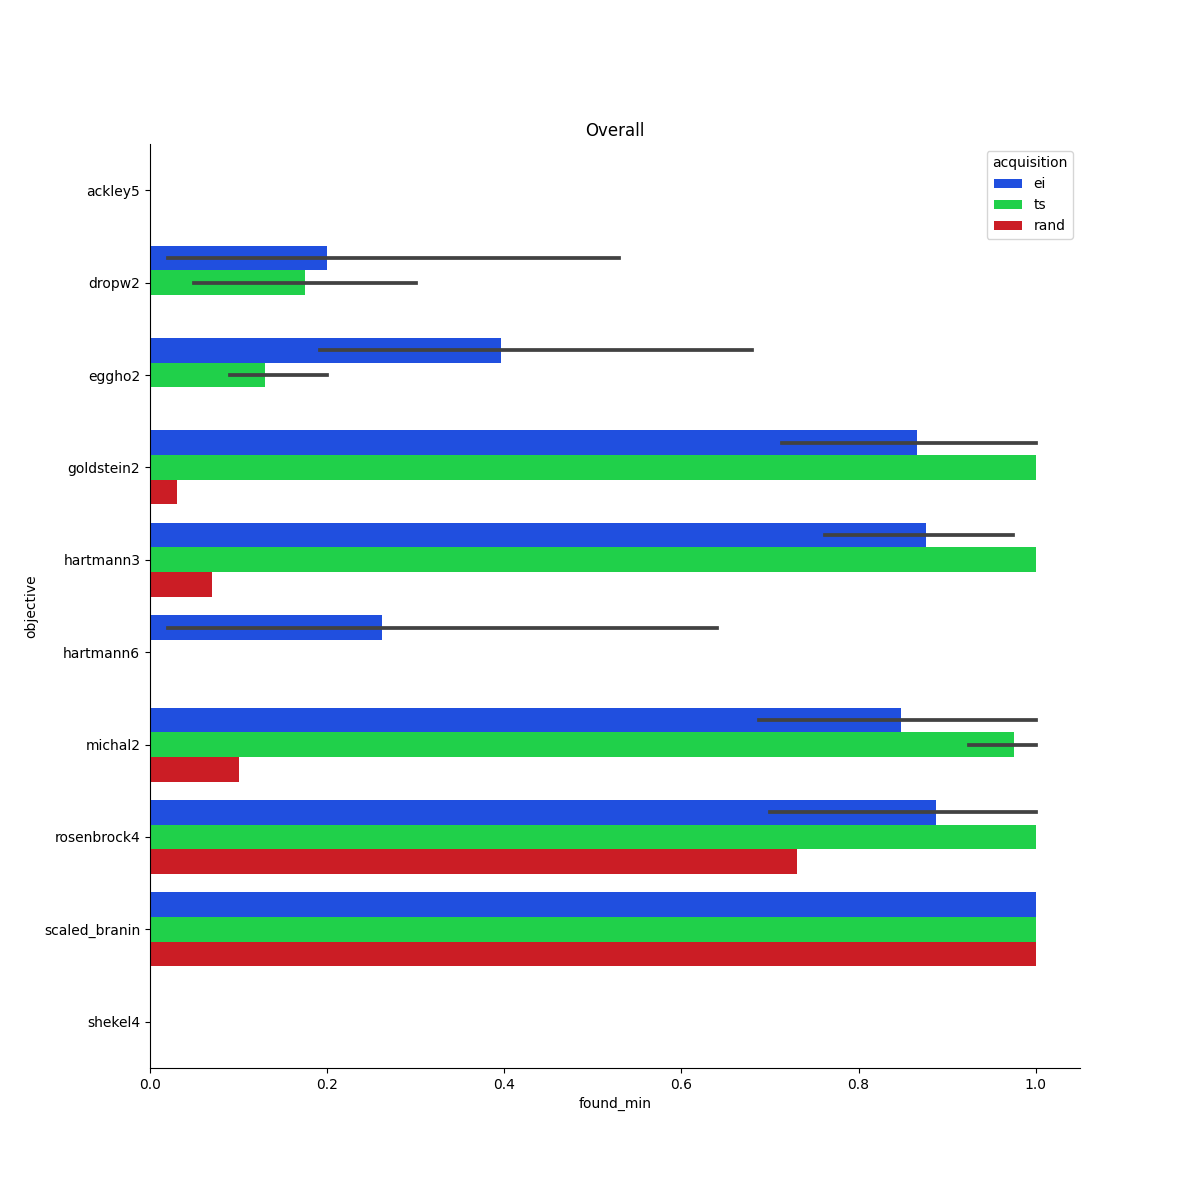 Overall
acquisition
ei
ts
rand
ackley5
dropw2
eggho2
goldstein2
hartmann3
hartmann6
michal2
rosenbrock4
scaled_branin
shekel4
objective
0.0 0.2 0.4 0.6 0.8 1.0
found_min